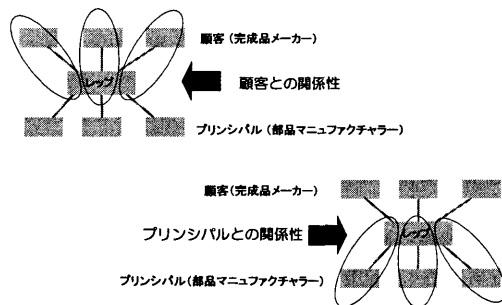 顧客（完成品メーカー）
レップ
顧客との関係性
プリンシパル（部品マニュファクチャラー）
顧客（完成品メーカー）
プリンシパルとの関係性
レップ
プリンシパル（部品マニュファクチャラー）